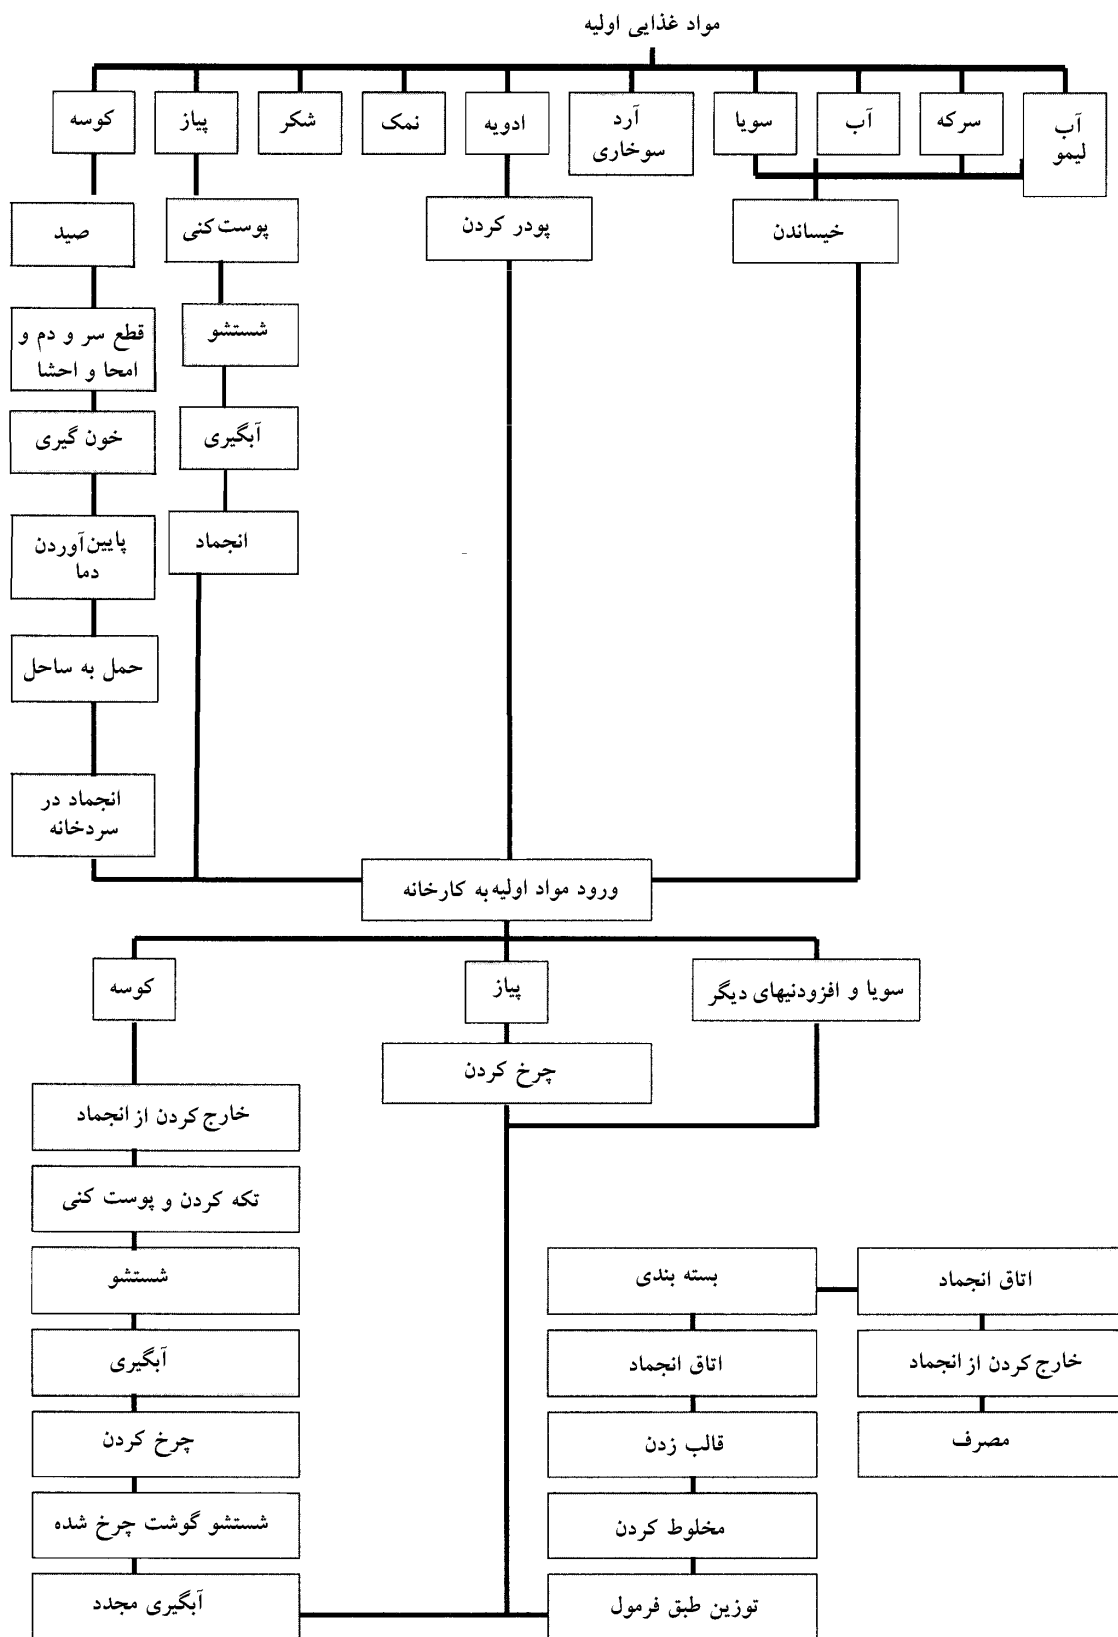 مواد غذایی اولیه
آب
لیمو
سرکه
آب
سویا
آرد
سوخاری
ادویه
نمک
شکر
پیاز
کوسه
خیساندن
پودر کردن
پوست کنی
صید
شستشو
قطع سر و دم و
امحا و احشا
آبگیری
خون گیری
انجماد
پایین آوردن
دما
حمل به ساحل
انجماد در
سردخانه
ورود مواد اولیه به کارخانه
سویا و افزودنیهای دیگر
پیاز
کوسه
چرخ کردن
خارج کردن از انجماد
تکه کردن و پوست کنی
شستشو
آبگیری
چرخ کردن
شستشو گوشت چرخ شده
آبگیری مجدد
توزین طبق فرمول
مخلوط کردن
قالب زدن
اتاق انجماد
بسته بندی
اتاق انجماد
خارج کردن از انجماد
مصرف